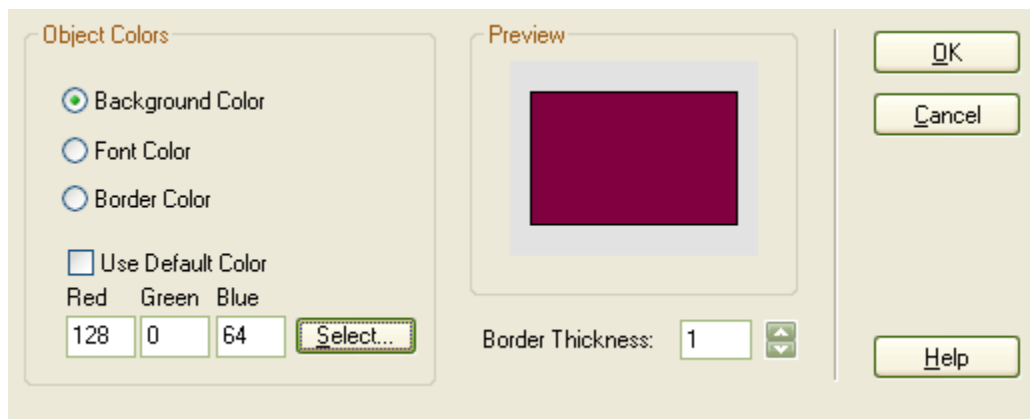 Object Colors
Background Color
Font Color
Border Color
Use Default Color
Red Green Blue
128 0 64 Select...
Preview
Border Thickness: 1
OK
Cancel
Help